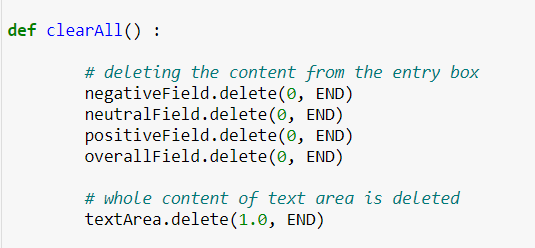 def clearAll() :
# deleting the content from the entry box
negativeField.delete(0, END)
neutralField.delete(0, END)
positiveField.delete(0, END)
overallField.delete(0, END)
# whole content of text area is deleted
textArea.delete(1.0, END)